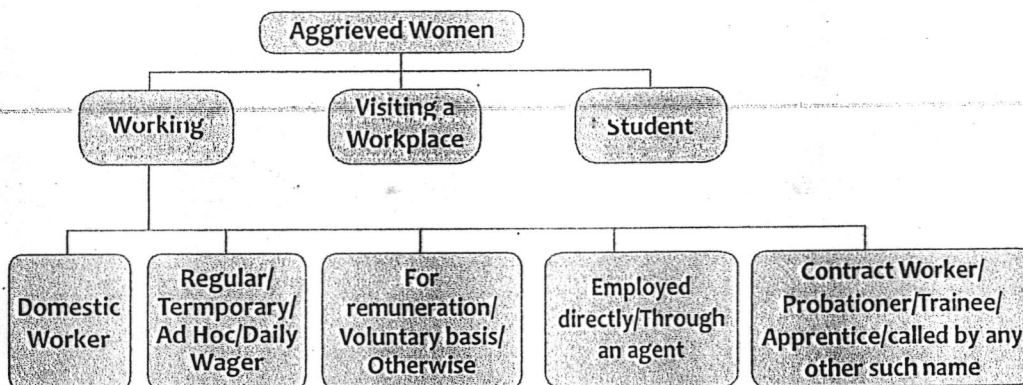 Aggrieved Women
Working
Visiting a
Workplace
Student
Domestic
Worker
Regular/
Termporary/
Ad Hoc/Daily
Wager
For
remuneration/
Voluntary basis/
Otherwise
Employed
directly/Through
an agent
Contract Worker/
Probationer/Trainee/
Apprentice/called by any
other such name